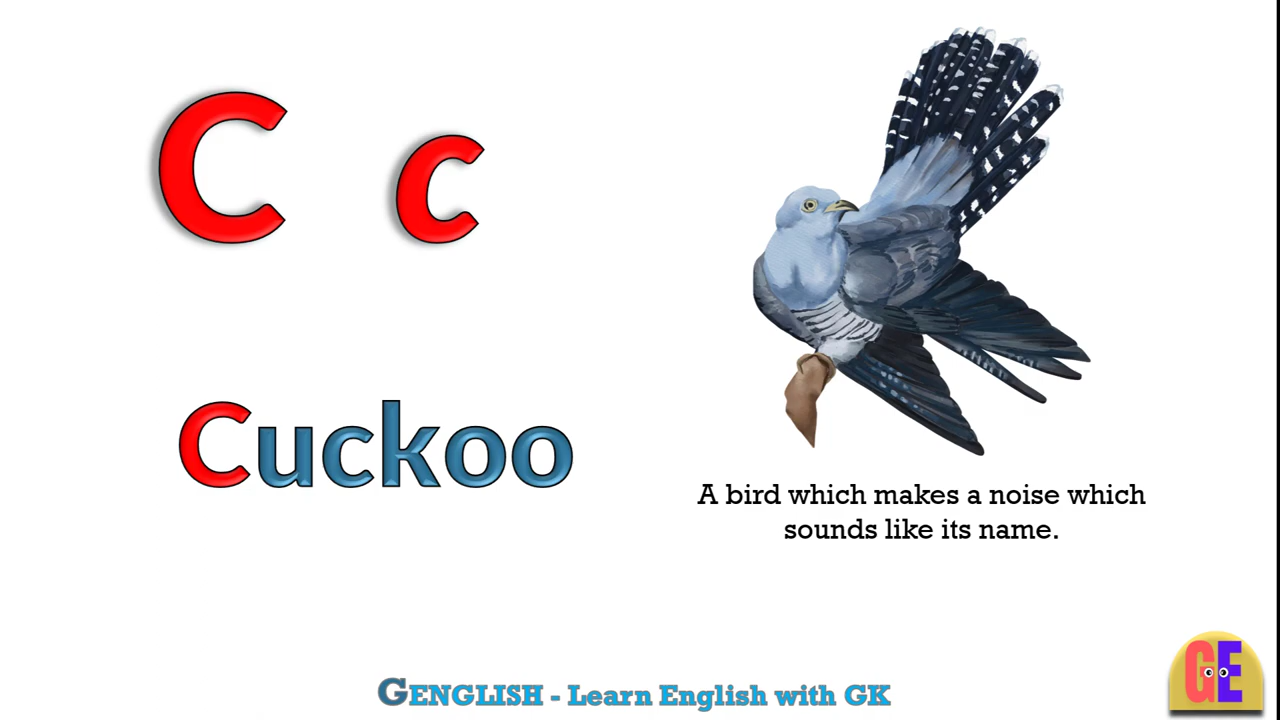 C c
Cuckoo
A bird which makes a noise which
sounds like its name.
GENGLISH - Learn English with GK
GE